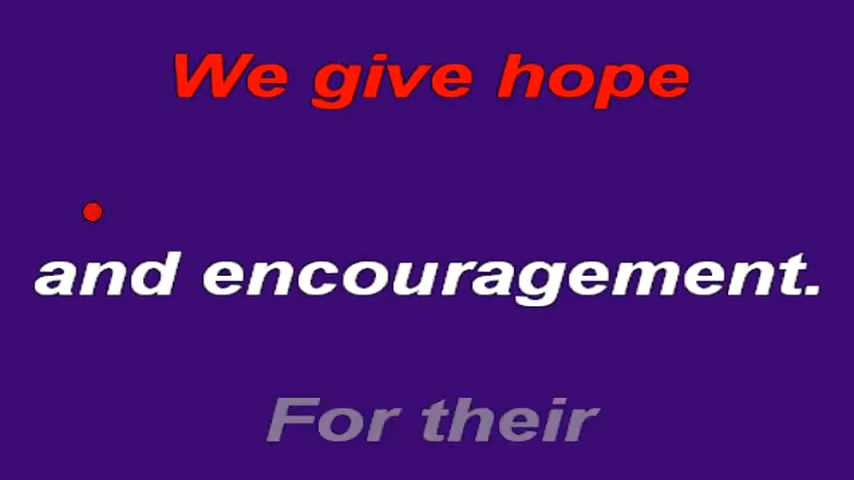 We give hope
and encouragement.
For their